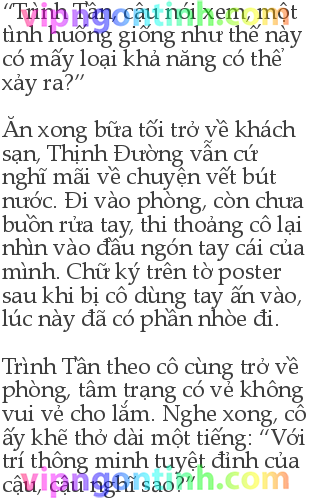 “Trình Tần, cậu nói xem, một
tình huống giống như thế này
có mấy loại khả năng có thể
xảy ra?”
Ăn xong bữa tối trở về khách
sạn, Thịnh Đường vẫn cứ
nghĩ mãi về chuyện vết bút
nước. Đi vào phòng, còn chưa
buồn rửa tay, thi thoảng cô lại
nhìn vào đầu ngón tay cái của
mình. Chữ ký trên tờ poster
sau khi bị cô dùng tay ấn vào,
lúc này đã có phần nhòe đi.
Trình Tần theo cô cùng trở về
phòng, tâm trạng có vẻ không
vui vẻ cho lắm. Nghe xong, cô
ấy khẽ thở dài một tiếng: “Với
trí thông minh tuyệt đỉnh của
cậu, cậu nghĩ sao?”
vipngontinh.com
vipngontinh.com